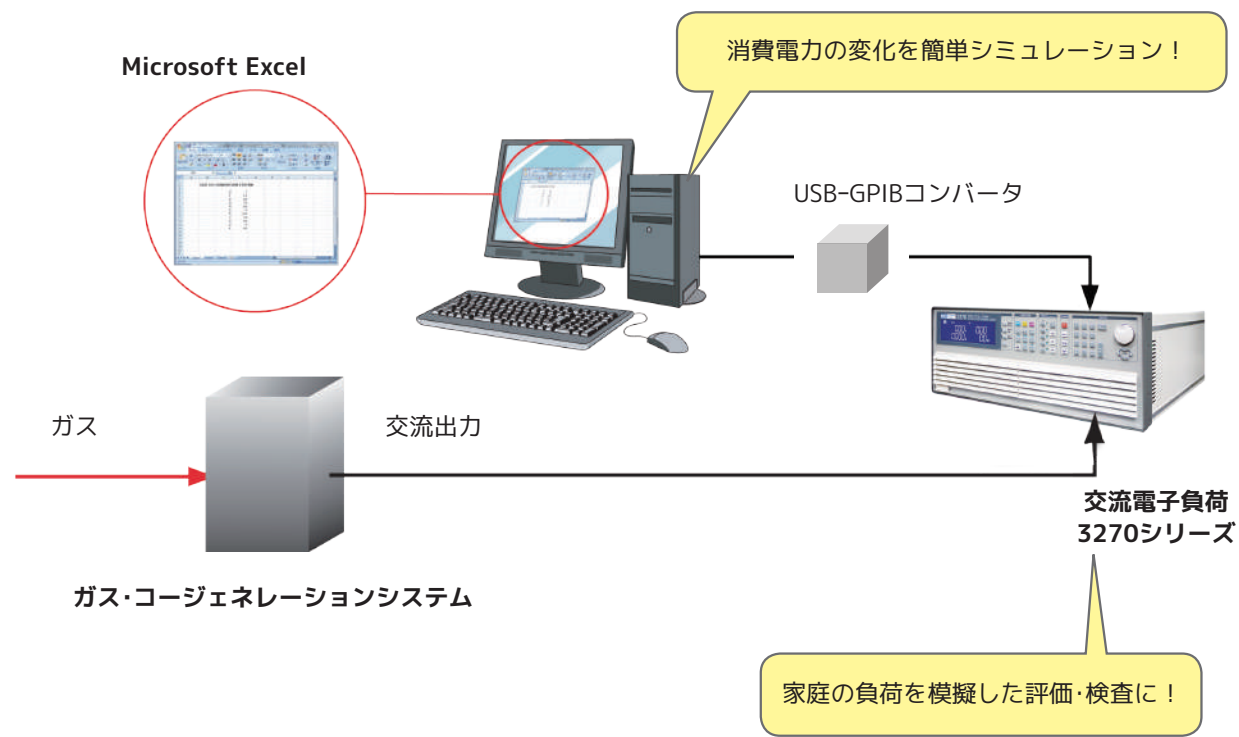 消費電力の変化を簡単シミュレーション！
Microsoft Excel
USB-GPIBコンバータ
ガス
交流出力
交流電子負荷
3270シリーズ
ガス・コージェネレーションシステム
家庭の負荷を模擬した評価・検査に！